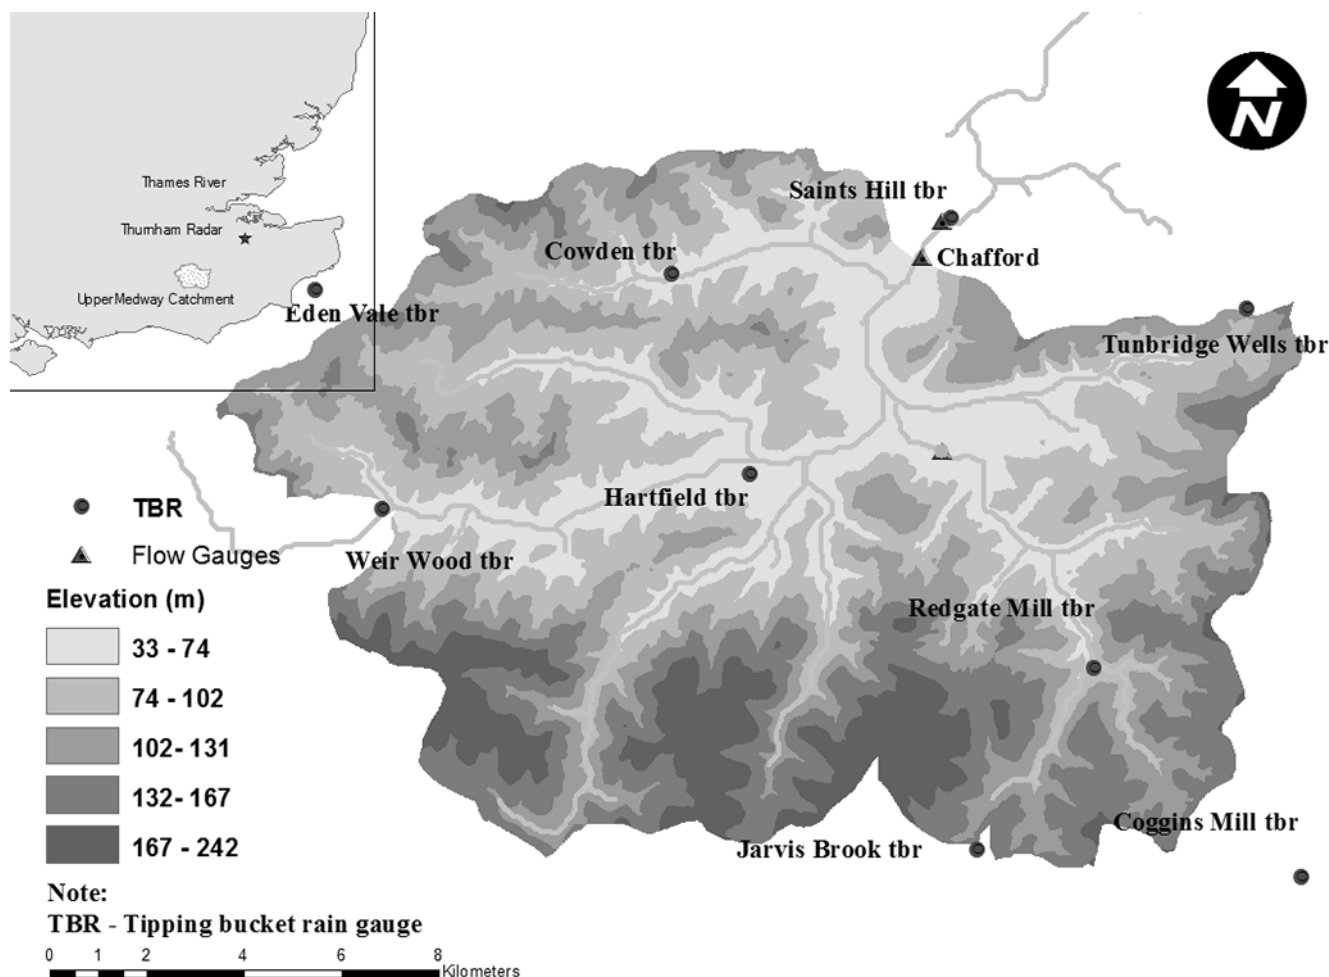 N
Thames River
Thurnham Radar
Upper Medway Catchment
Saints Hill tbr
Cowden tbr
Chafford
Eden Vale tbr
Tunbridge Wells tbr
Hartfield tbr
Weir Wood tbr
Redgate Mill tbr
Coggins Mill tbr
Jarvis Brook tbr
TBR
Flow Gauges
Elevation (m)
33 - 74
74 - 102
102 - 131
132 - 167
167 - 242
Note:
TBR - Tipping bucket rain gauge
0 1 2 4 6 8
Kilometers